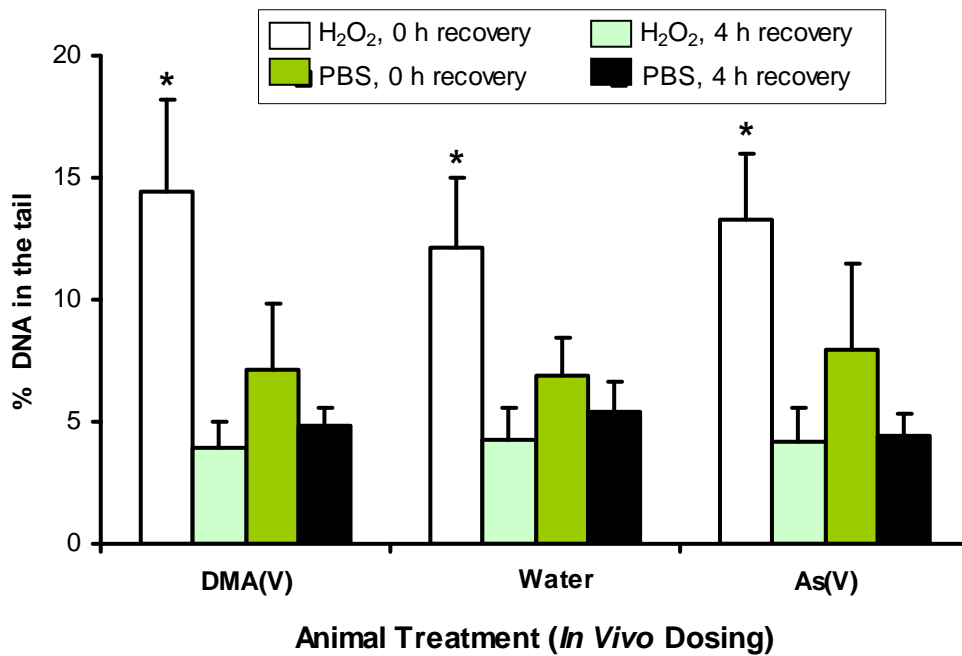 H₂O₂, 0 h recovery H₂O₂, 4 h recovery
PBS, 0 h recovery PBS, 4 h recovery
% DNA in the tail
20
15
10
5
0
*
*
*
DMA(V) Water As(V)
Animal Treatment (In Vivo Dosing)